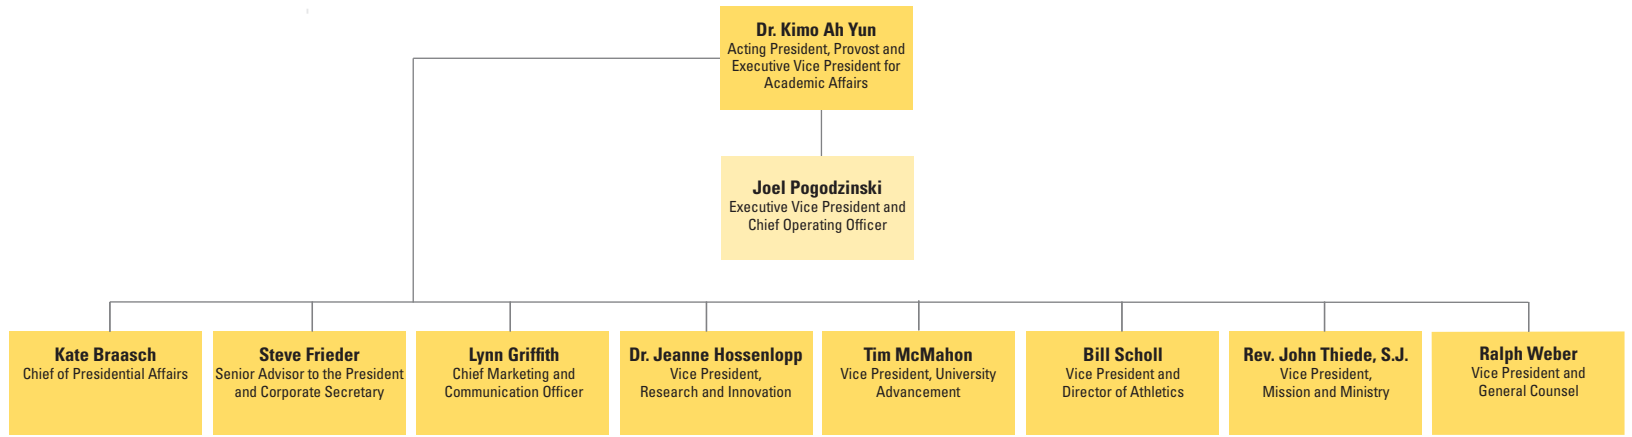 Dr. Kimo Ah Yun
Acting President, Provost and
Executive Vice President for
Academic Affairs
Joel Pogodzinski
Executive Vice President and
Chief Operating Officer
Kate Braasch
Chief of Presidential Affairs
Steve Frieder
Senior Advisor to the President
and Corporate Secretary
Lynn Griffith
Chief Marketing and
Communication Officer
Dr. Jeanne Hossenlopp
Vice President,
Research and Innovation
Tim McMahon
Vice President, University
Advancement
Bill Scholl
Vice President and
Director of Athletics
Rev. John Thiede, S.J.
Vice President,
Mission and Ministry
Ralph Weber
Vice President and
General Counsel